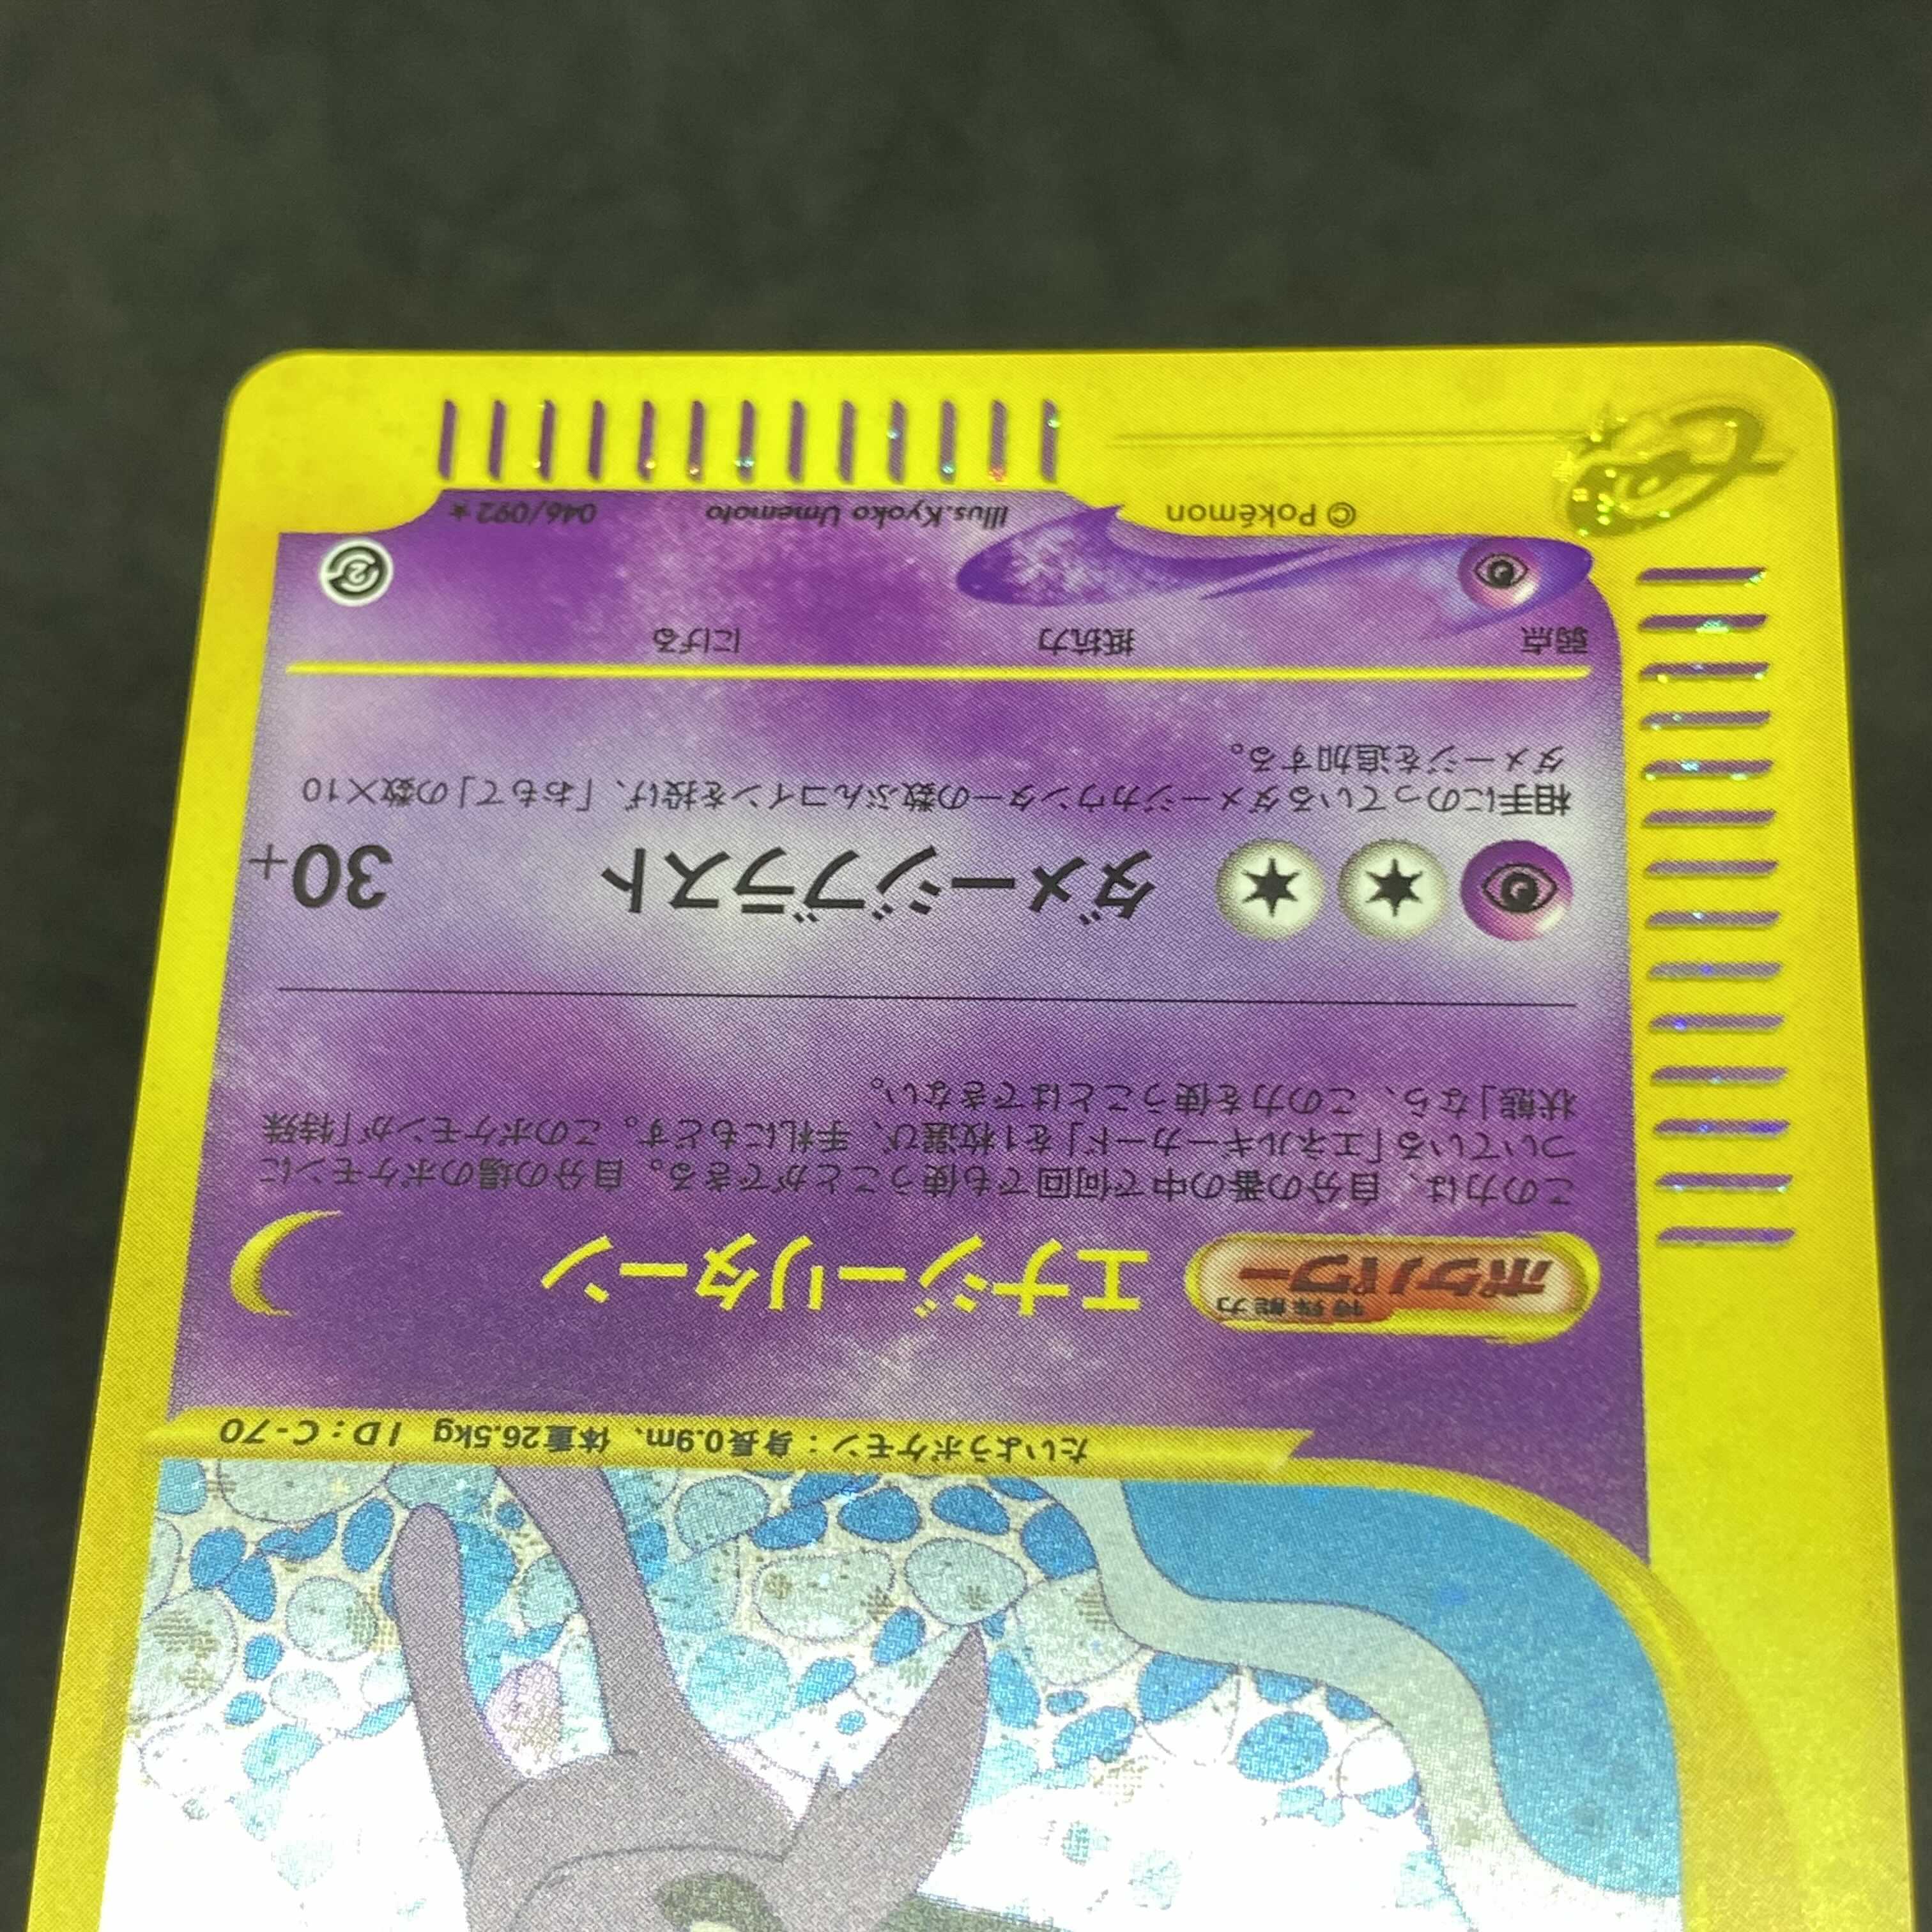 たいようポケモン：身長0.9m、体重26.5kg ID：C-70
特殊能力
ポケパワー エナジーリターン
この力は、自分の番の中で何回でも使うことができる。自分の場のポケモンに
ついている「エネルギーカード」を1枚選び、手札にもどす。このポケモンが「特殊
状態」なら、この力を使うことはできない。
ダメージブラスト 30+
相手にのっているダメージカウンターの数ぶんコインを投げ、「おもて」の数×10
ダメージを追加する。
弱点 抵抗力 にげる
2
© Pokémon Illus.Kyoko Umemoto 046/092★